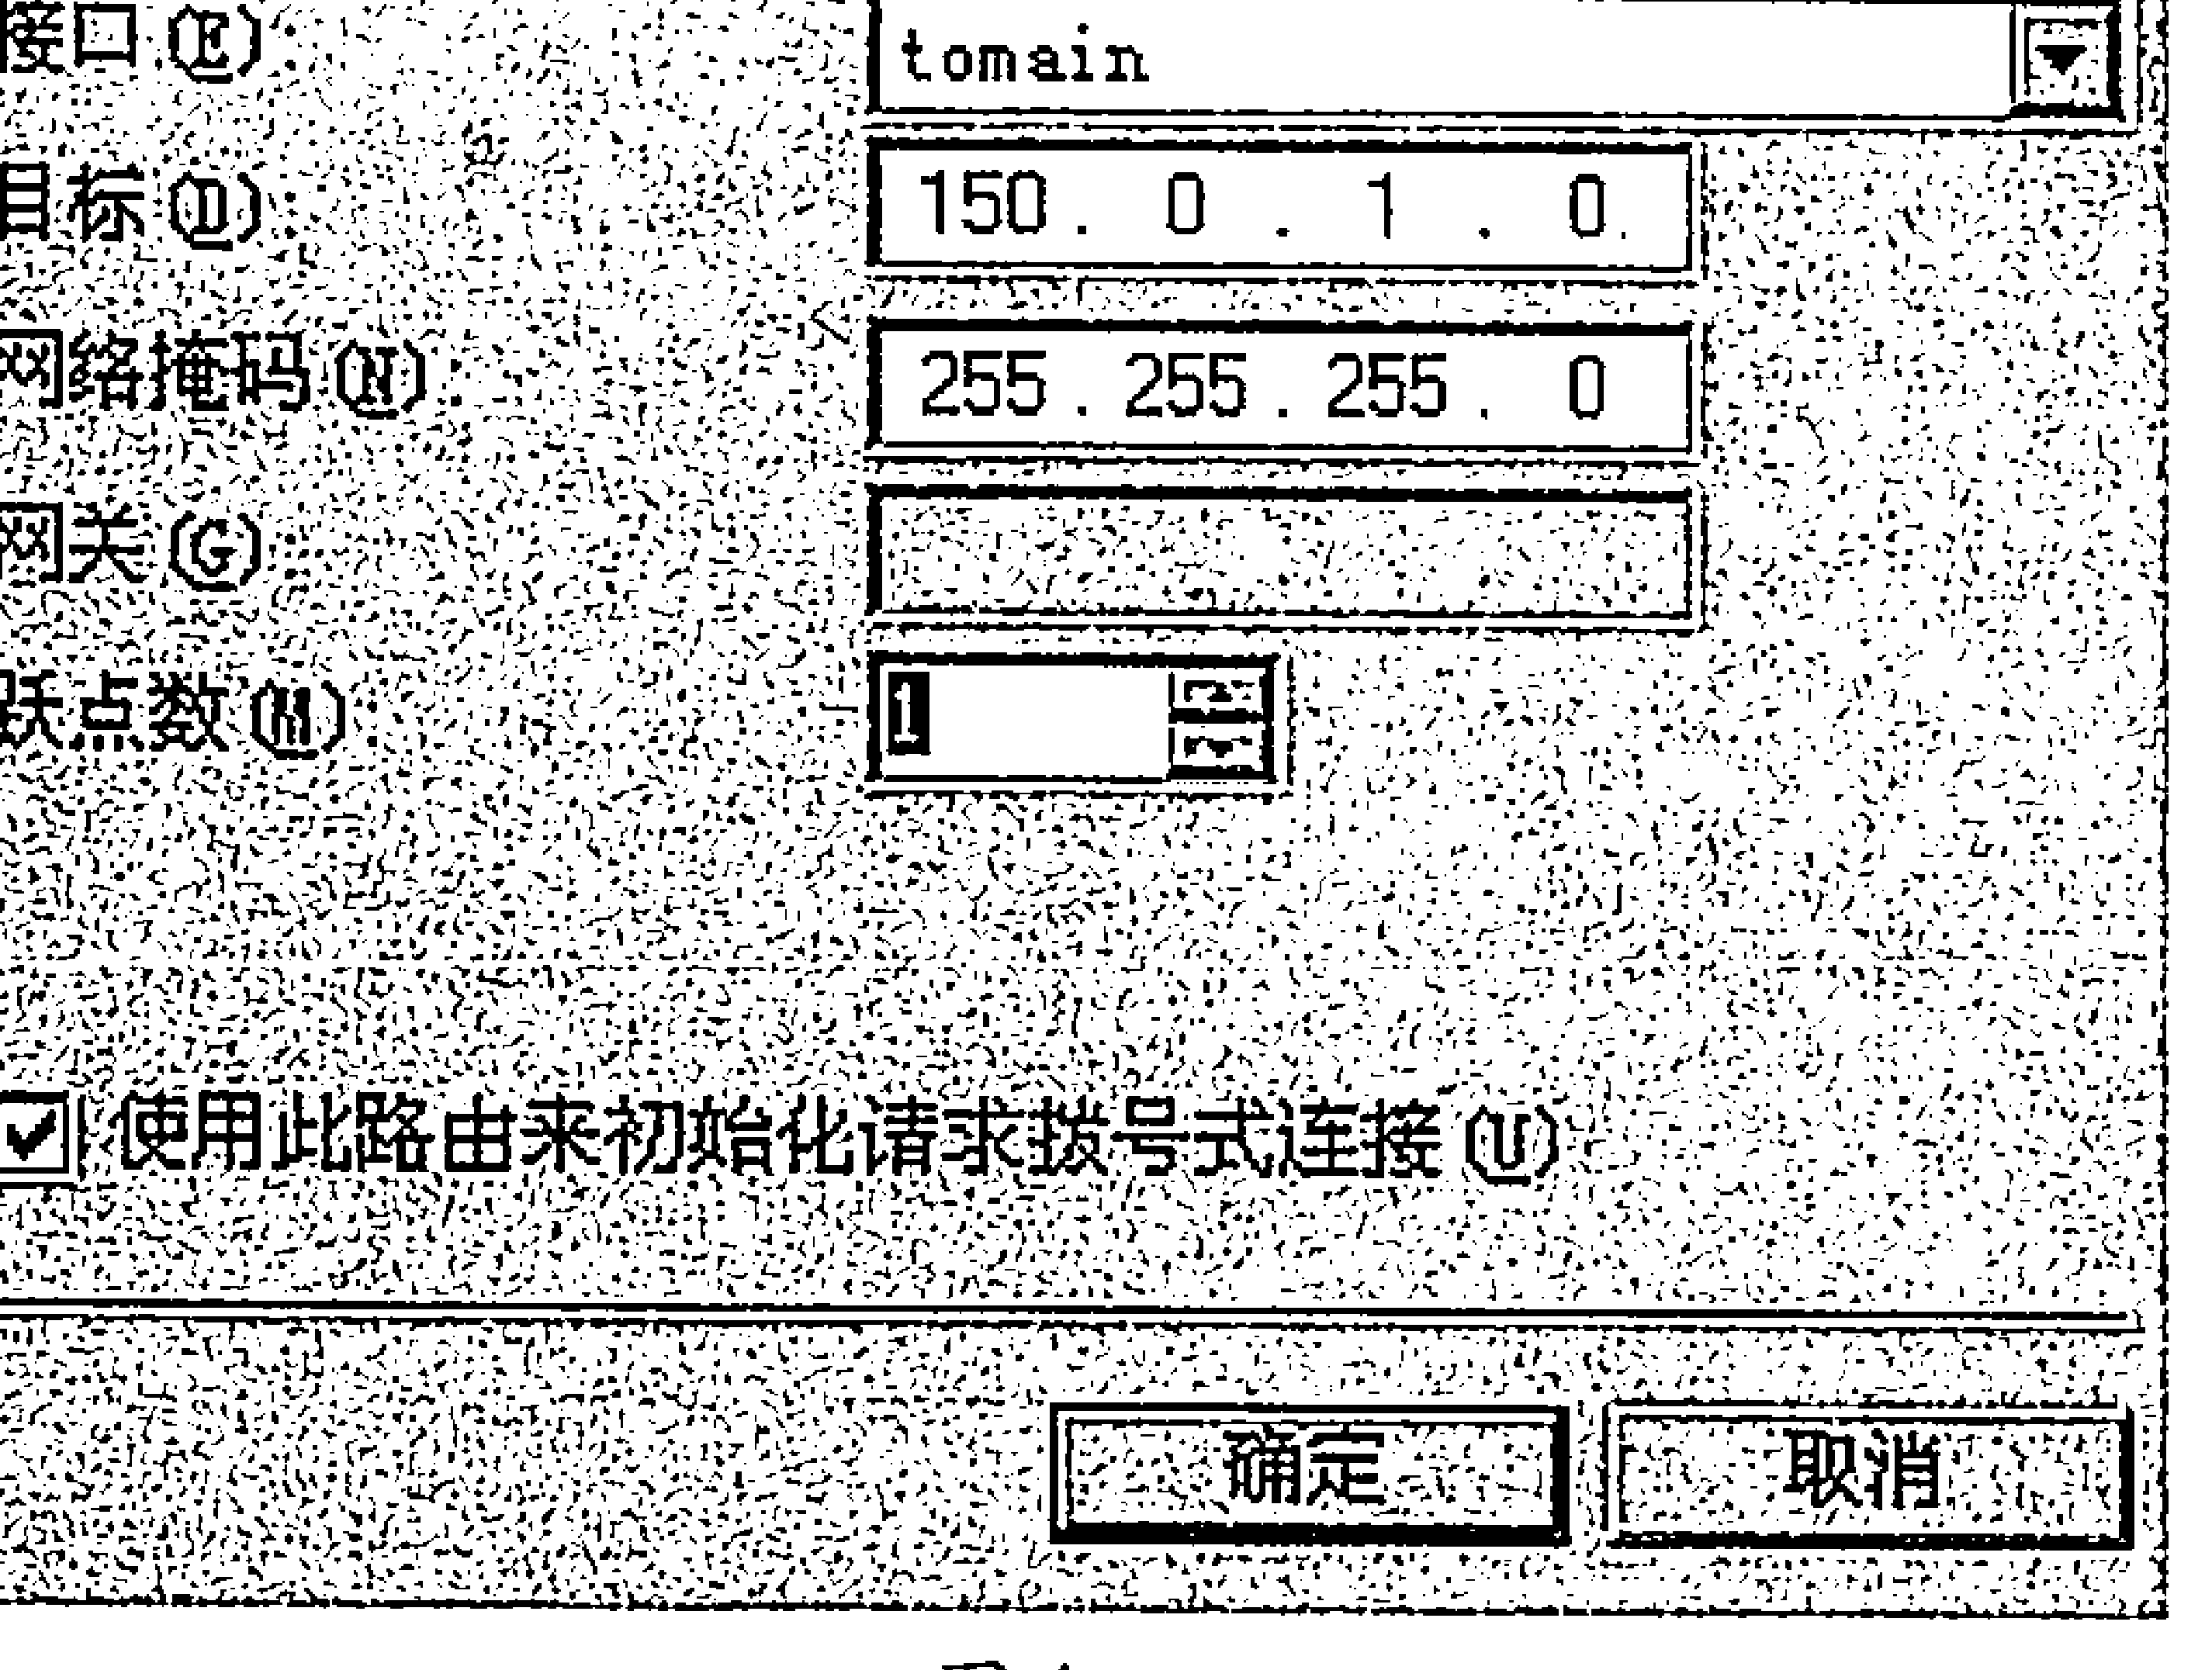 接口(E): tomain
目标(D): 150 . 0 . 1 . 0
网络掩码(N): 255 . 255 . 255 . 0
网关(G):
跃点数(M): 1
使用此路由来初始化请求拨号式连接(U)
确定 取消